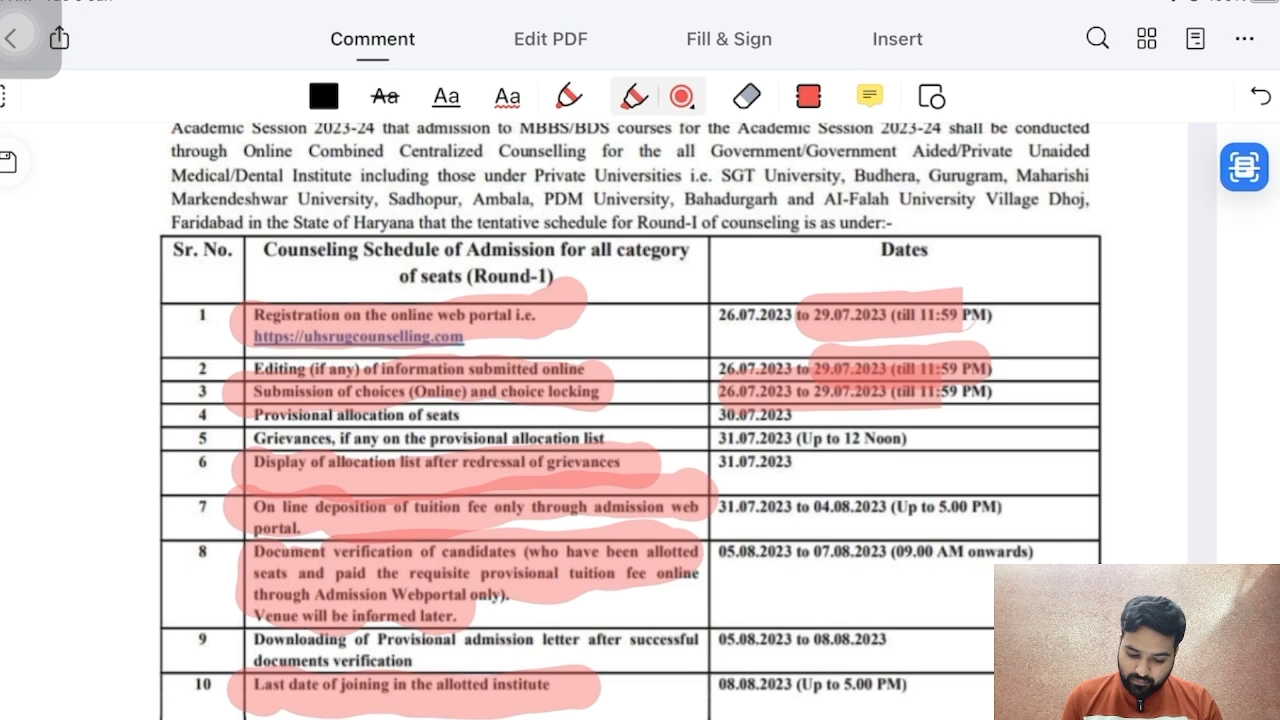 Comment
Edit PDF
Fill & Sign
Insert
Aa
Aa
Aa
Academic Session 2023-24 that admission to MBBS/BDS courses for the Academic Session 2023-24 shall be conducted
through Online Combined Centralized Counselling for the all Government/Government Aided/Private Unaided
Medical/Dental Institute including those under Private Universities i.e. SGT University, Budhera, Gurugram, Maharishi
Markendeshwar University, Sadhopur, Ambala, PDM University, Bahadurgarh and AI-Falah University Village Dhoj,
Faridabad in the State of Haryana that the tentative schedule for Round-I of counseling is as under:-
Sr. No. Counseling Schedule of Admission for all category Dates
of seats (Round-1)
1 Registration on the online web portal i.e. 26.07.2023 to 29.07.2023 (till 11:59 PM)
https://uhsrugcounselling.com
2 Editing (if any) of information submitted online 26.07.2023 to 29.07.2023 (till 11:59 PM)
3 Submission of choices (Online) and choice locking 26.07.2023 to 29.07.2023 (till 11:59 PM)
4 Provisional allocation of seats 30.07.2023
5 Grievances, if any on the provisional allocation list 31.07.2023 (Up to 12 Noon)
6 Display of allocation list after redressal of grievances 31.07.2023
7 On line deposition of tuition fee only through admission web 31.07.2023 to 04.08.2023 (Up to 5.00 PM)
portal.
8 Document verification of candidates (who have been allotted 05.08.2023 to 07.08.2023 (09.00 AM onwards)
seats and paid the requisite provisional tuition fee online
through Admission Webportal only).
Venue will be informed later.
9 Downloading of Provisional admission letter after successful 05.08.2023 to 08.08.2023
documents verification
10 Last date of joining in the allotted institute 08.08.2023 (Up to 5.00 PM)